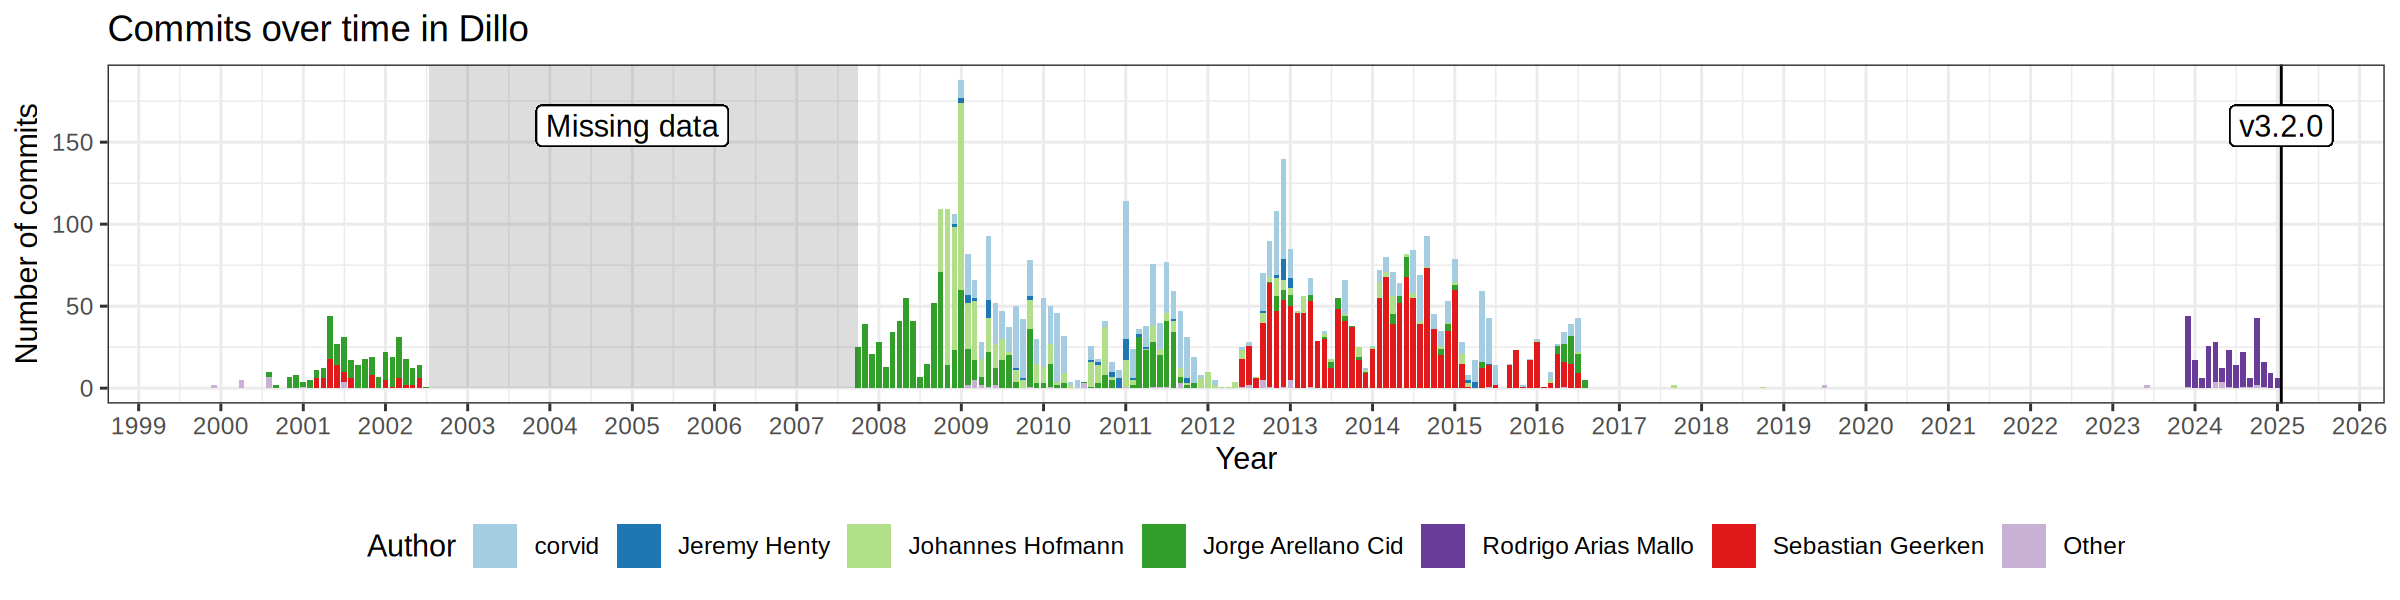 Commits over time in Dillo
Number of commits
150
100
50
0
Missing data
v3.2.0
1999 2000 2001 2002 2003 2004 2005 2006 2007 2008 2009 2010 2011 2012 2013 2014 2015 2016 2017 2018 2019 2020 2021 2022 2023 2024 2025 2026
Year
Author corvid Jeremy Henty Johannes Hofmann Jorge Arellano Cid Rodrigo Arias Mallo Sebastian Geerken Other